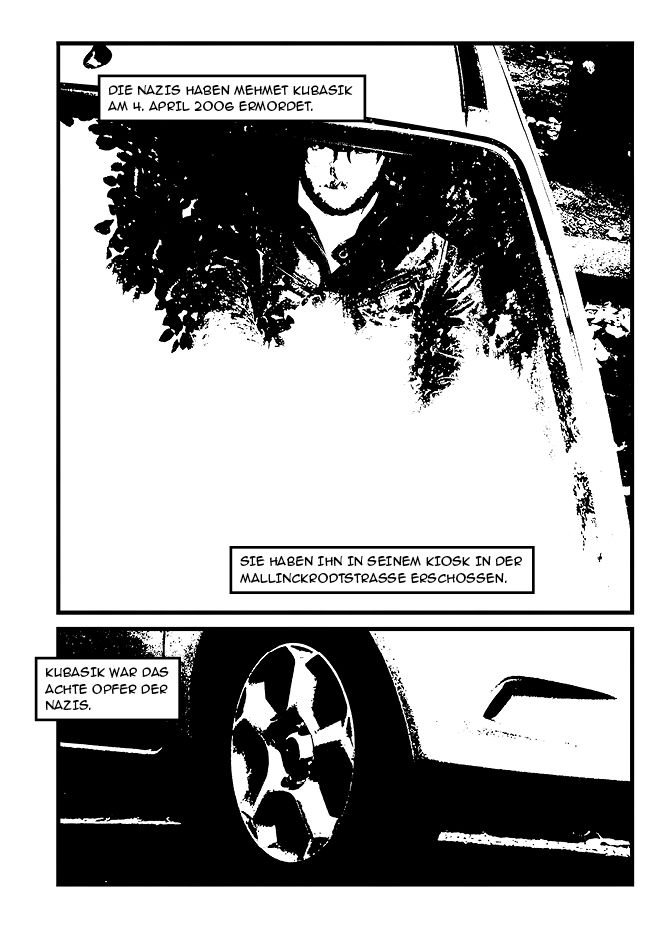 DIE NAZIS HABEN MEHMET KUBASIK
AM 4. APRIL 2006 ERMORDET.
SIE HABEN IHN IN SEINEM KIOSK IN DER
MALLINCKRODTSTRASSE ERSCHOSSEN.
KUBASIK WAR DAS
ACHTE OPFER DER
NAZIS.